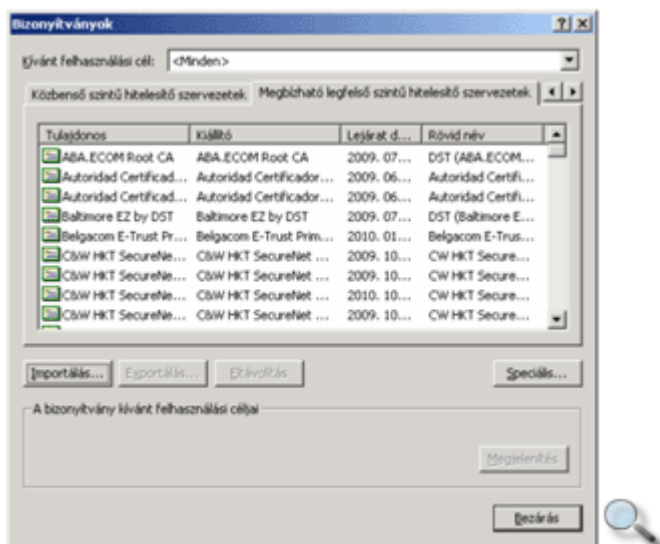 Bizonyítványok
Kívánt felhasználási cél: <Minden>
Közbenső szintű hitelesítő szervezetek Megbízható legfelső szintű hitelesítő szervezetek
Tulajdonos Kiállító Lejárat d... Rövid név
ABA.ECOM Root CA ABA.ECOM Root CA 2009. 07... DST (ABA.ECOM...
Autoridad Certificad... Autoridad Certificador... 2009. 06... Autoridad Certifi...
Autoridad Certificad... Autoridad Certificador... 2009. 06... Autoridad Certifi...
Baltimore EZ by DST Baltimore EZ by DST 2009. 07... DST (Baltimore E...
Belgacom E-Trust Pr... Belgacom E-Trust Prim... 2010. 01... Belgacom E-Trus...
C&W HKT SecureNe... C&W HKT SecureNet ... 2009. 10... CW HKT Secure...
C&W HKT SecureNe... C&W HKT SecureNet ... 2009. 10... CW HKT Secure...
C&W HKT SecureNe... C&W HKT SecureNet ... 2010. 10... CW HKT Secure...
C&W HKT SecureNe... C&W HKT SecureNet ... 2009. 10... CW HKT Secure...
Importálás... Exportálás... Eltávolítás Speciális...
A bizonyítvány kívánt felhasználási céljai
Megjelenítés
Bezárás